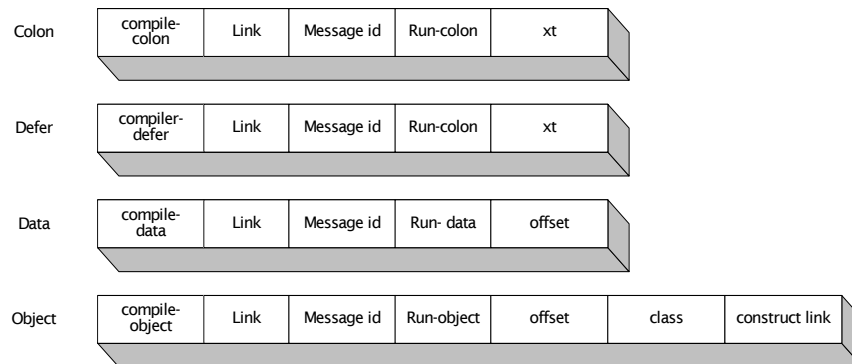 Colon compile-colon Link Message id Run-colon xt
Defer compiler-defer Link Message id Run-colon xt
Data compile-data Link Message id Run- data offset
Object compile-object Link Message id Run-object offset class construct link